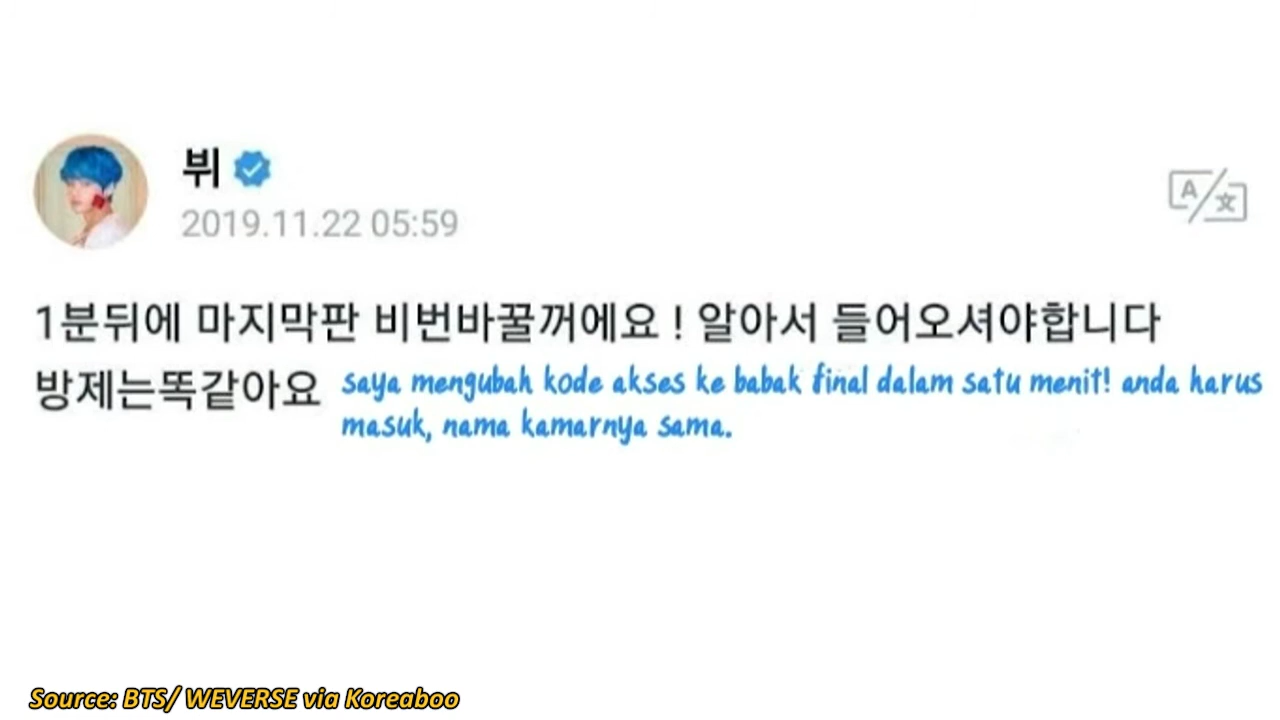 뷔
2019.11.22 05:59
1분뒤에 마지막판 비번바꿀꺼에요 ! 알아서 들어오셔야합니다
방제는똑같아요
saya mengubah kode akses ke babak final dalam satu menit! anda harus
masuk, nama kamarnya sama.
Source: BTS/ WEVERSE via Koreaboo